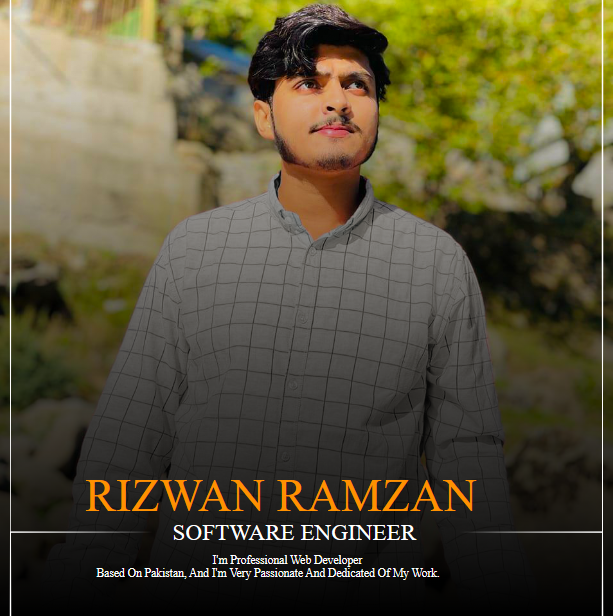 RIZWAN RAMZAN
SOFTWARE ENGINEER
I'm Professional Web Developer
Based On Pakistan, And I'm Very Passionate And Dedicated Of My Work.